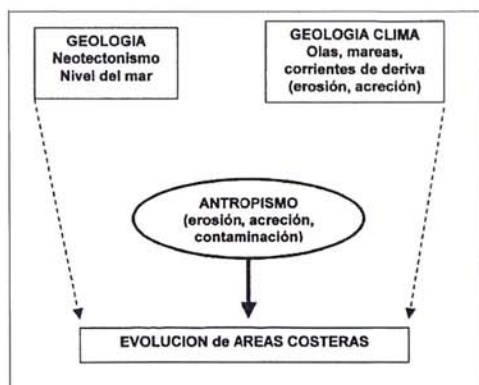 GEOLOGIA
Neotectonismo
Nivel del mar
GEOLOGIA CLIMA
Olas, mareas,
corrientes de deriva
(erosión, acreción)
ANTROPISMO
(erosión, acreción,
contaminación)
EVOLUCION de AREAS COSTERAS